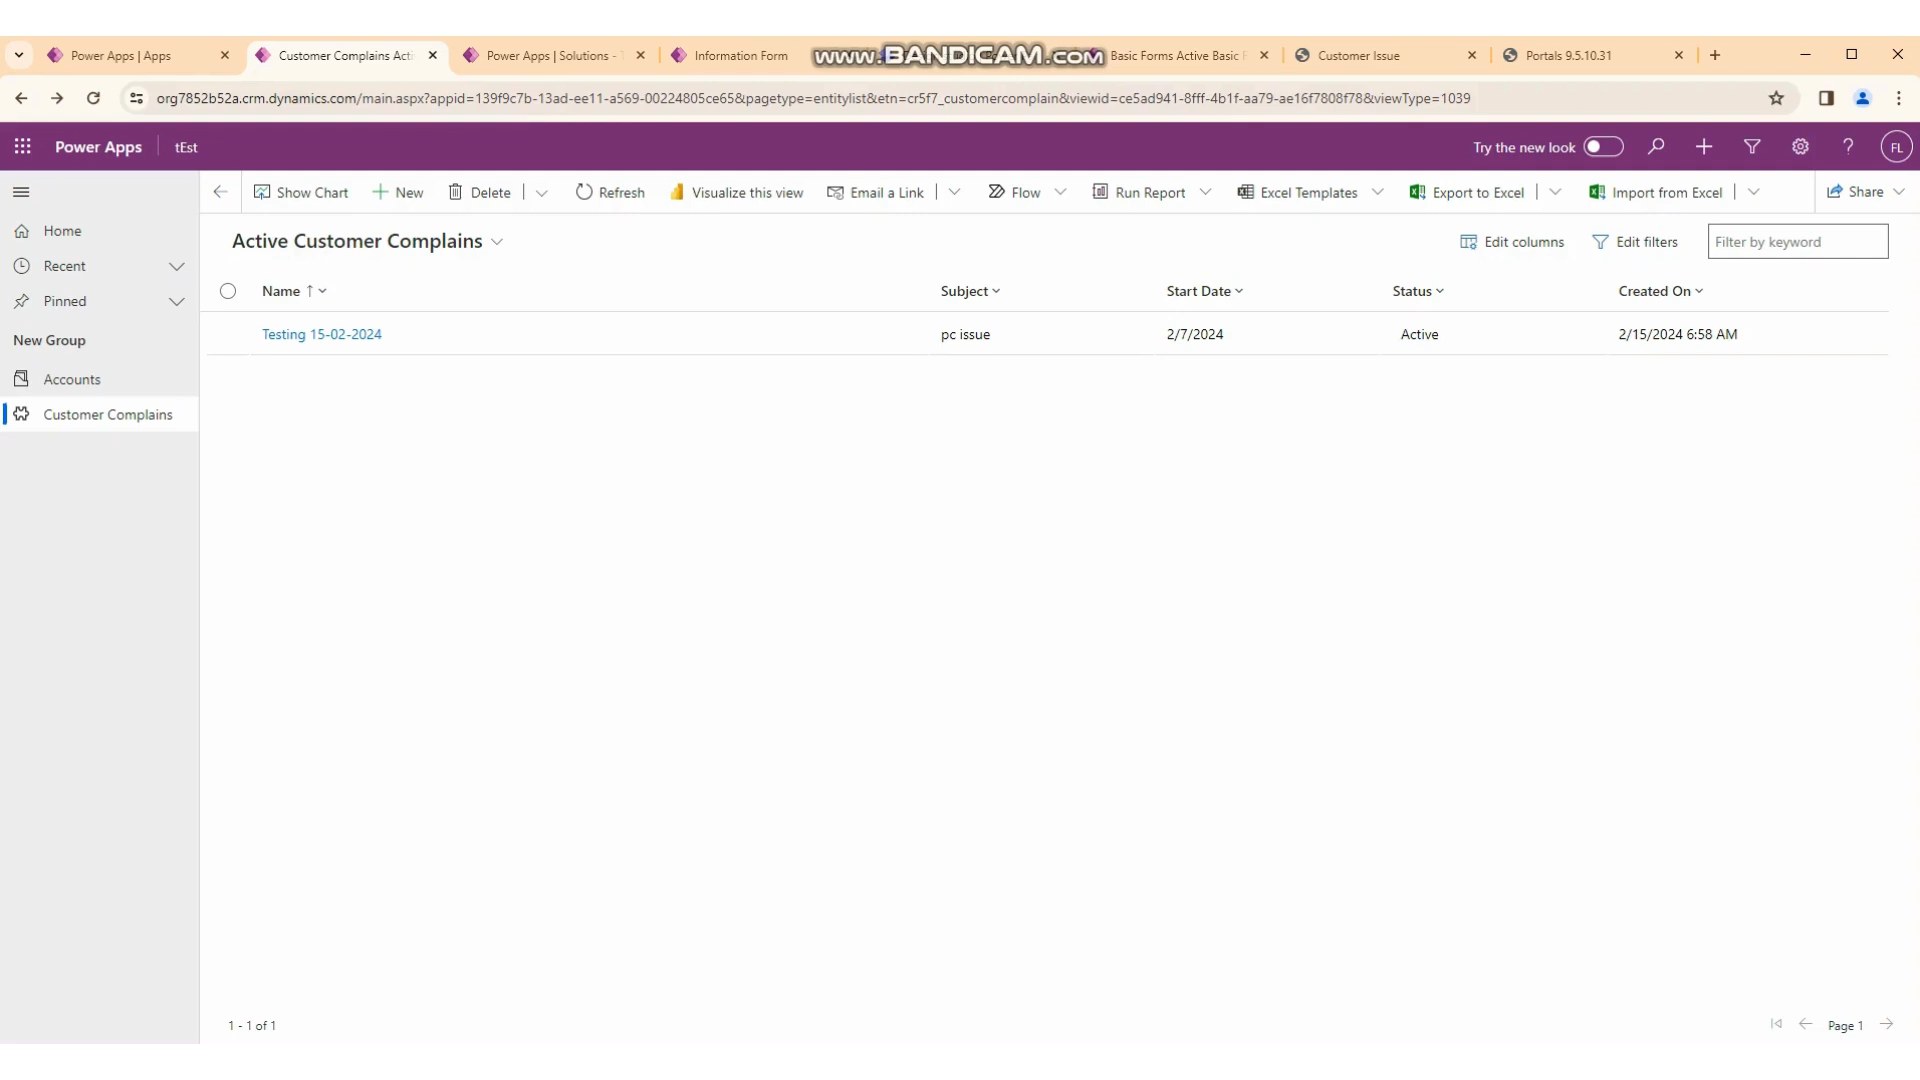 Power Apps | Apps
Customer Complains Acti
Power Apps | Solutions -
Information Form
www.BANDICAM.com
Basic Forms Active Basic F
Customer Issue
Portals 9.5.10.31
org7852b52a.crm.dynamics.com/main.aspx?appid=139f9c7b-13ad-ee11-a569-00224805ce65&pagetype=entitylist&etn=cr5f7_customercomplain&viewid=ce5ad941-8fff-4b1f-aa79-ae16f7808f78&viewType=1039
Power Apps
tEst
Try the new look
FL
Show Chart
New
Delete
Refresh
Visualize this view
Email a Link
Flow
Run Report
Excel Templates
Export to Excel
Import from Excel
Share
Home
Recent
Pinned
New Group
Accounts
Customer Complains
Active Customer Complains
Edit columns
Edit filters
Filter by keyword
Name
Subject
Start Date
Status
Created On
Testing 15-02-2024
pc issue
2/7/2024
Active
2/15/2024 6:58 AM
1 - 1 of 1
Page 1